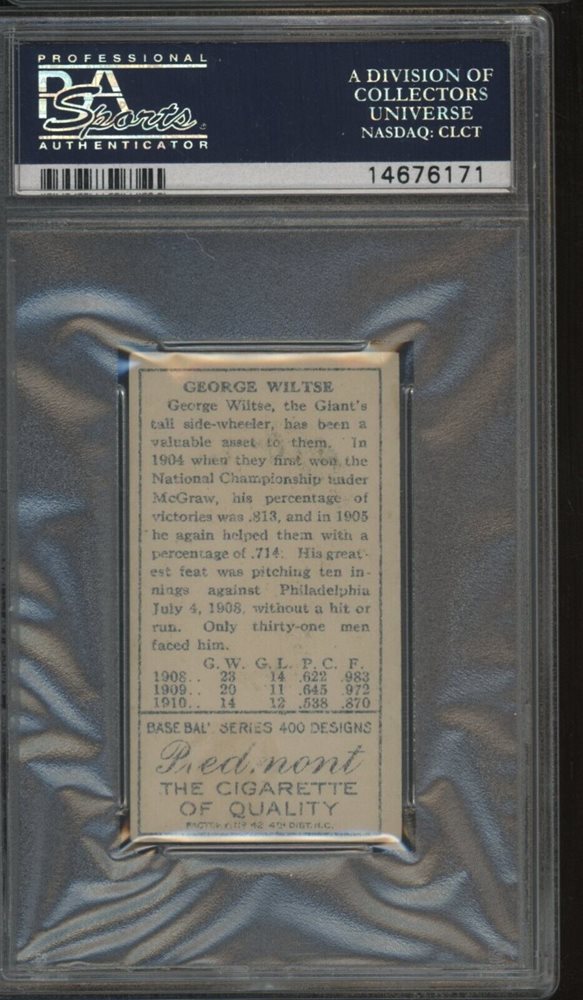 PROFESSIONAL
PSA
Sports
AUTHENTICATOR
A DIVISION OF
COLLECTORS
UNIVERSE
NASDAQ: CLCT
14676171
GEORGE WILTSE
George Wiltse, the Giant's
tall side-wheeler, has been a
valuable asset to them. In
1904 when they first won the
National Championship under
McGraw, his percentage of
victories was .813, and in 1905
he again helped them with a
percentage of .714. His great-
est feat was pitching ten in-
nings against Philadelphia
July 4, 1908, without a hit or
run. Only thirty-one men
faced him.
G. W. G. L. P. C. F.
1908.. 23 14 .622 .983
1909.. 20 11 .645 .972
1910.. 14 12 .538 .870
BASE BALL SERIES 400 DESIGNS
Piedmont
THE CIGARETTE
OF QUALITY
FACTORY Nº 42 4TH DIST. N.C.